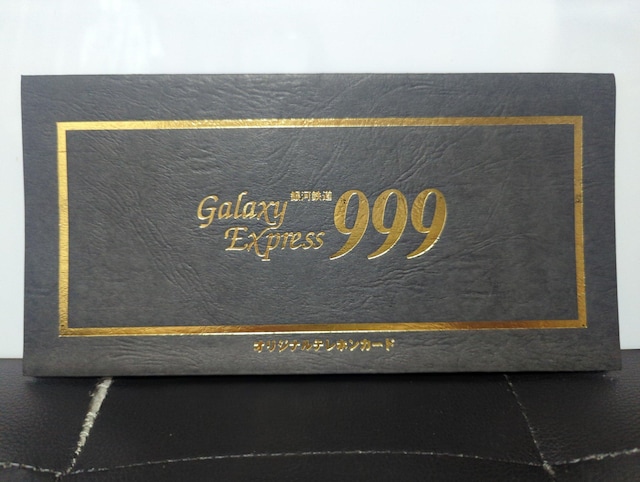 銀河鉄道
Galaxy
Express 999
オリジナルテレホンカード